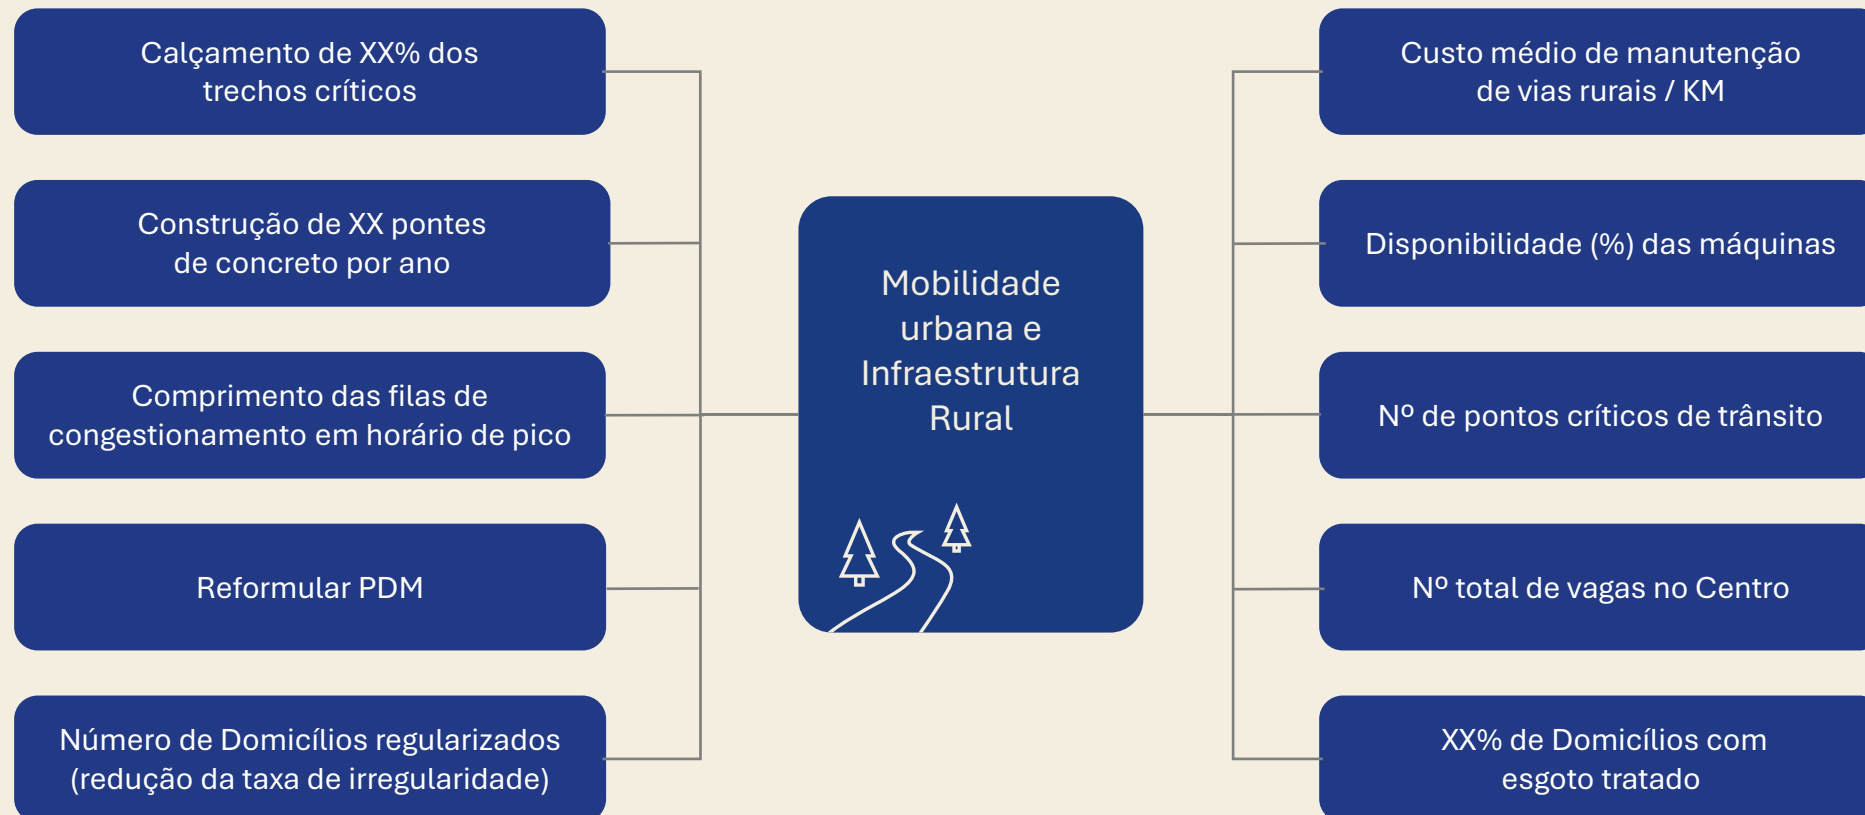 Calçamento de XX% dos
trechos críticos
Construção de XX pontes
de concreto por ano
Comprimento das filas de
congestionamento em horário de pico
Reformular PDM
Número de Domicílios regularizados
(redução da taxa de irregularidade)
Mobilidade
urbana e
Infraestrutura
Rural
Custo médio de manutenção
de vias rurais / KM
Disponibilidade (%) das máquinas
Nº de pontos críticos de trânsito
Nº total de vagas no Centro
XX% de Domicílios com
esgoto tratado